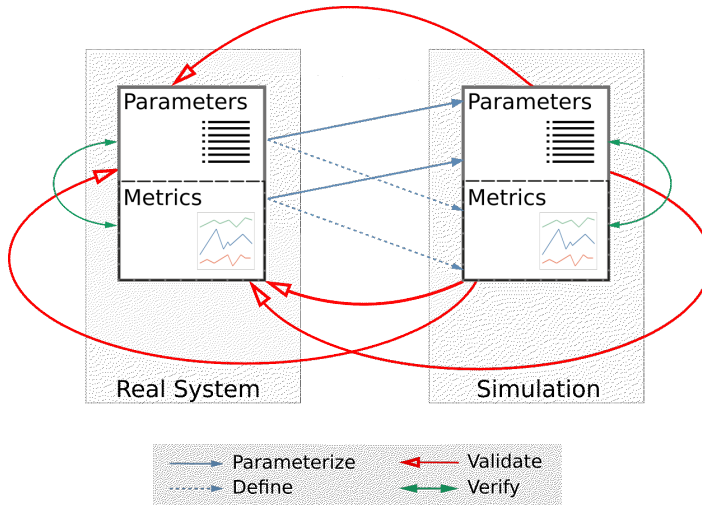 Parameters
Metrics
Real System
Parameters
Metrics
Simulation
Parameterize
Define
Validate
Verify